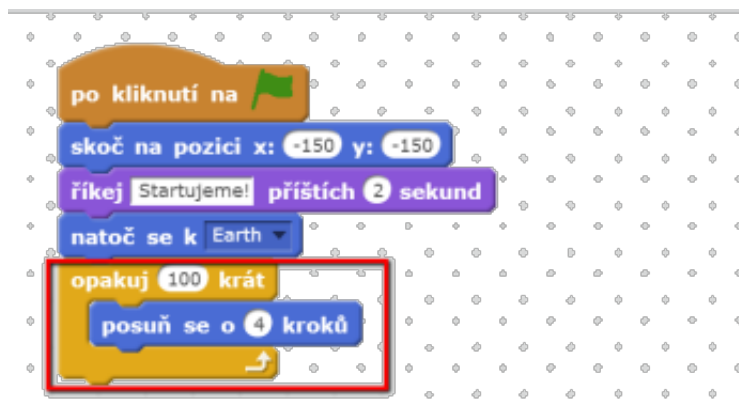 po kliknutí na
skoč na pozici x: -150 y: -150
říkej Startujeme! příštích 2 sekund
natoč se k Earth
opakuj 100 krát
posuň se o 4 kroků